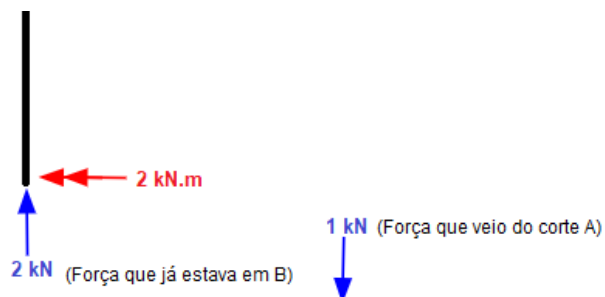 2 kN.m
1 kN (Força que veio do corte A)
2 kN (Força que já estava em B)